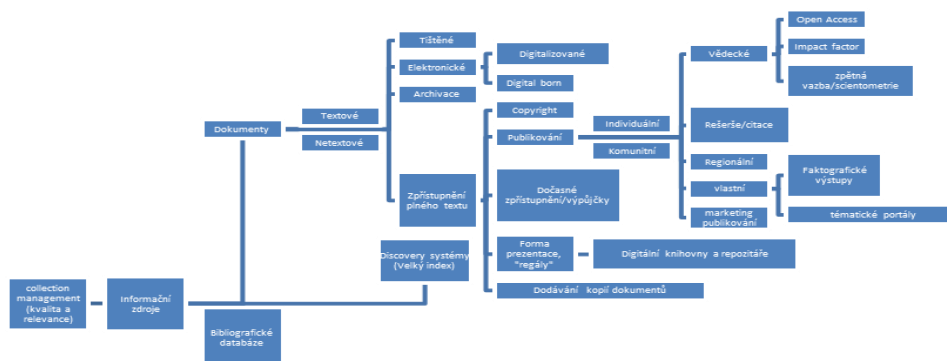 collection
management
(kvalita a
relevance)
Informační
zdroje
Dokumenty
Bibliografické
databáze
Discovery systémy
(Velký index)
Textové
Netextové
Tištěné
Elektronické
Archivace
Zpřístupnění
plného textu
Digitalizované
Digital born
Copyright
Publikování
Dočasné
zpřístupnění/výpůjčky
Forma
prezentace,
"regály"
Dodávání kopií dokumentů
Digitální knihovny a repozitáře
Individuální
Komunitní
Vědecké
Rešerše/citace
Regionální
vlastní
marketing
publikování
Open Access
Impact factor
zpětná
vazba/scientometrie
Faktografické
výstupy
tématické portály